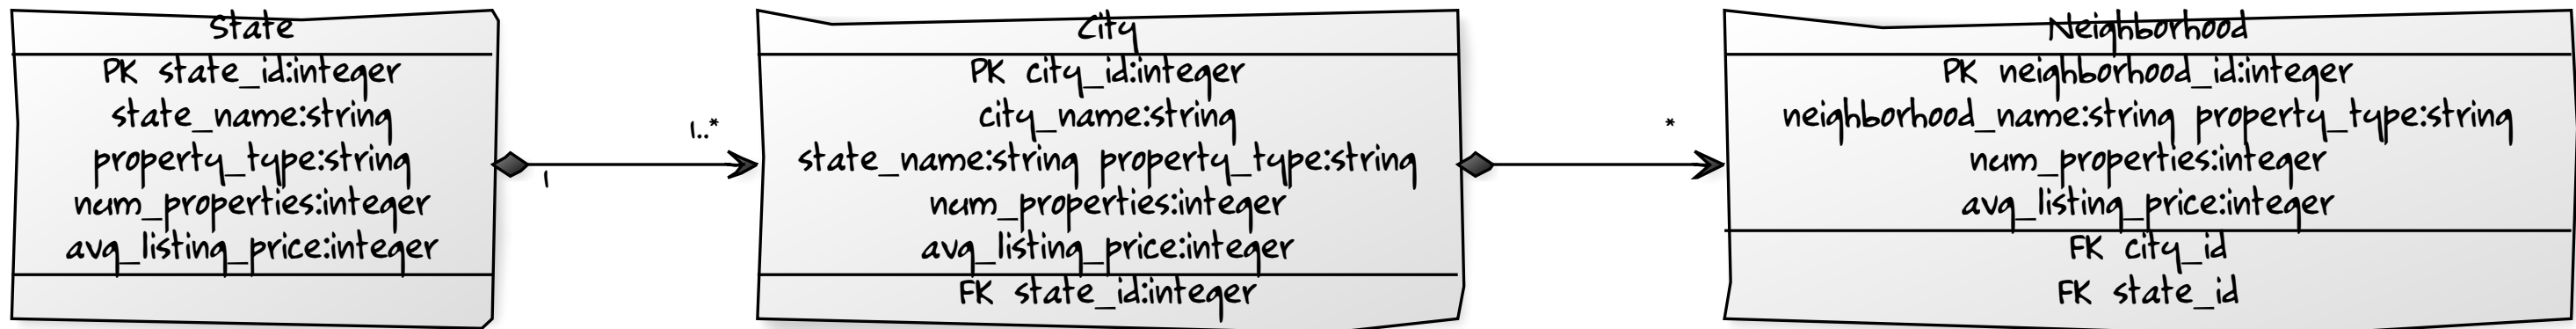 State
PK state_id:integer
state_name:string
property_type:string
num_properties:integer
avg_listing_price:integer
1
1..*
City
PK city_id:integer
city_name:string
state_name:string property_type:string
num_properties:integer
avg_listing_price:integer
FK state_id:integer
*
Neighborhood
PK neighborhood_id:integer
neighborhood_name:string property_type:string
num_properties:integer
avg_listing_price:integer
FK city_id
FK state_id